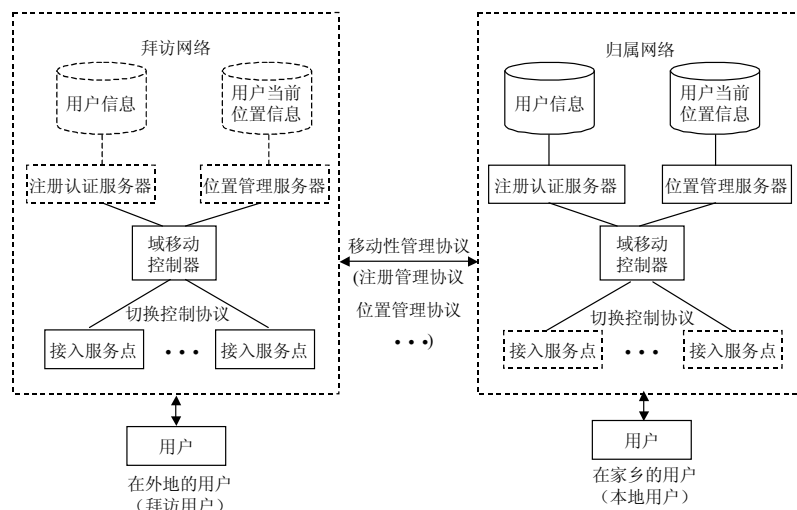 拜访网络
用户信息
用户当前
位置信息
注册认证服务器
位置管理服务器
域移动
控制器
切换控制协议
接入服务点
• • •
接入服务点
用户
在外地的用户
（拜访用户）
移动性管理协议
(注册管理协议
位置管理协议
• • •)
归属网络
用户信息
用户当前
位置信息
注册认证服务器
位置管理服务器
域移动
控制器
切换控制协议
接入服务点
• • •
接入服务点
用户
在家乡的用户
（本地用户）